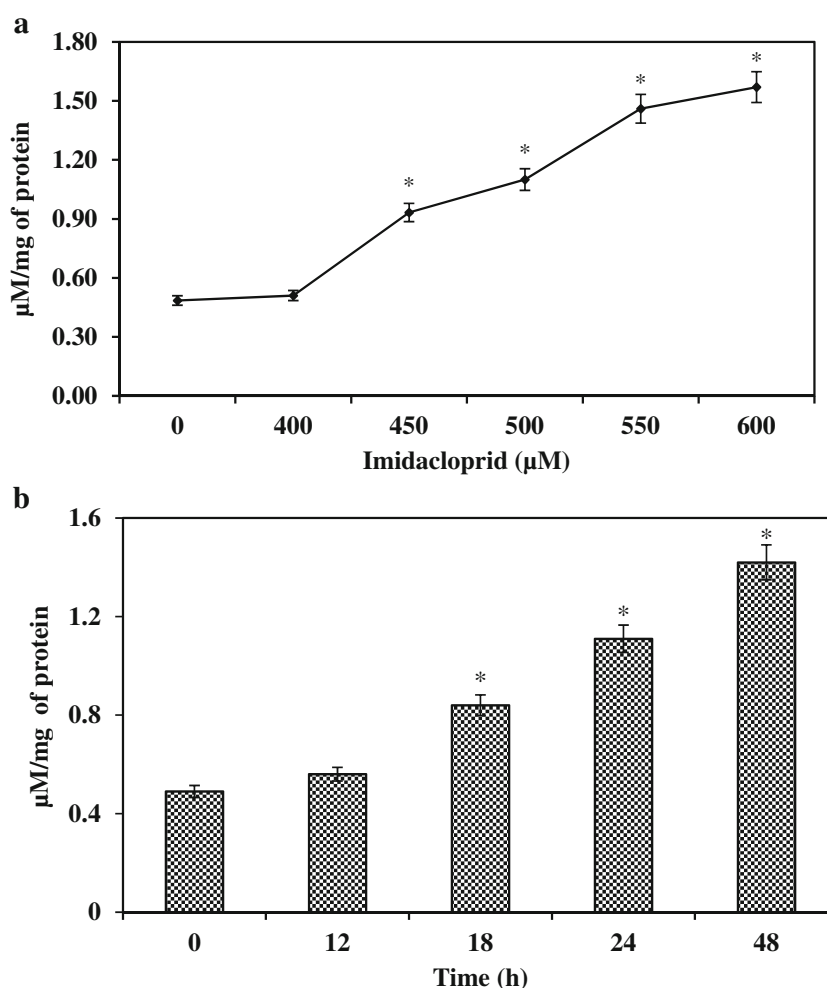 a
µM/mg of protein
1.80
1.50
1.20
0.90
0.60
0.30
0.00
* * * *
0 400 450 500 550 600
Imidacloprid (µM)
b
µM/mg of protein
1.6
1.2
0.8
0.4
0
* * *
0 12 18 24 48
Time (h)